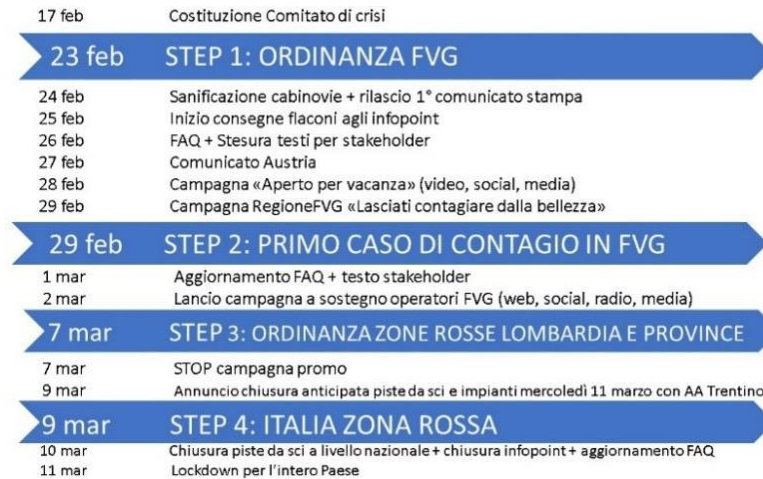 17 feb Costituzione Comitato di crisi
23 feb STEP 1: ORDINANZA FVG
24 feb Sanificazione cabinovie + rilascio 1° comunicato stampa
25 feb Inizio consegne flaconi agli infopoint
26 feb FAQ + Stesura testi per stakeholder
27 feb Comunicato Austria
28 feb Campagna «Aperto per vacanza» (video, social, media)
29 feb Campagna RegioneFVG «Lasciati contagiare dalla bellezza»
29 feb STEP 2: PRIMO CASO DI CONTAGIO IN FVG
1 mar Aggiornamento FAQ + testo stakeholder
2 mar Lancio campagna a sostegno operatori FVG (web, social, radio, media)
7 mar STEP 3: ORDINANZA ZONE ROSSE LOMBARDIA E PROVINCE
7 mar STOP campagna promo
9 mar Annuncio chiusura anticipata piste da sci e impianti mercoledì 11 marzo con AA Trentino
9 mar STEP 4: ITALIA ZONA ROSSA
10 mar Chiusura piste da sci a livello nazionale + chiusura infopoint + aggiornamento FAQ
11 mar Lockdown per l'intero Paese